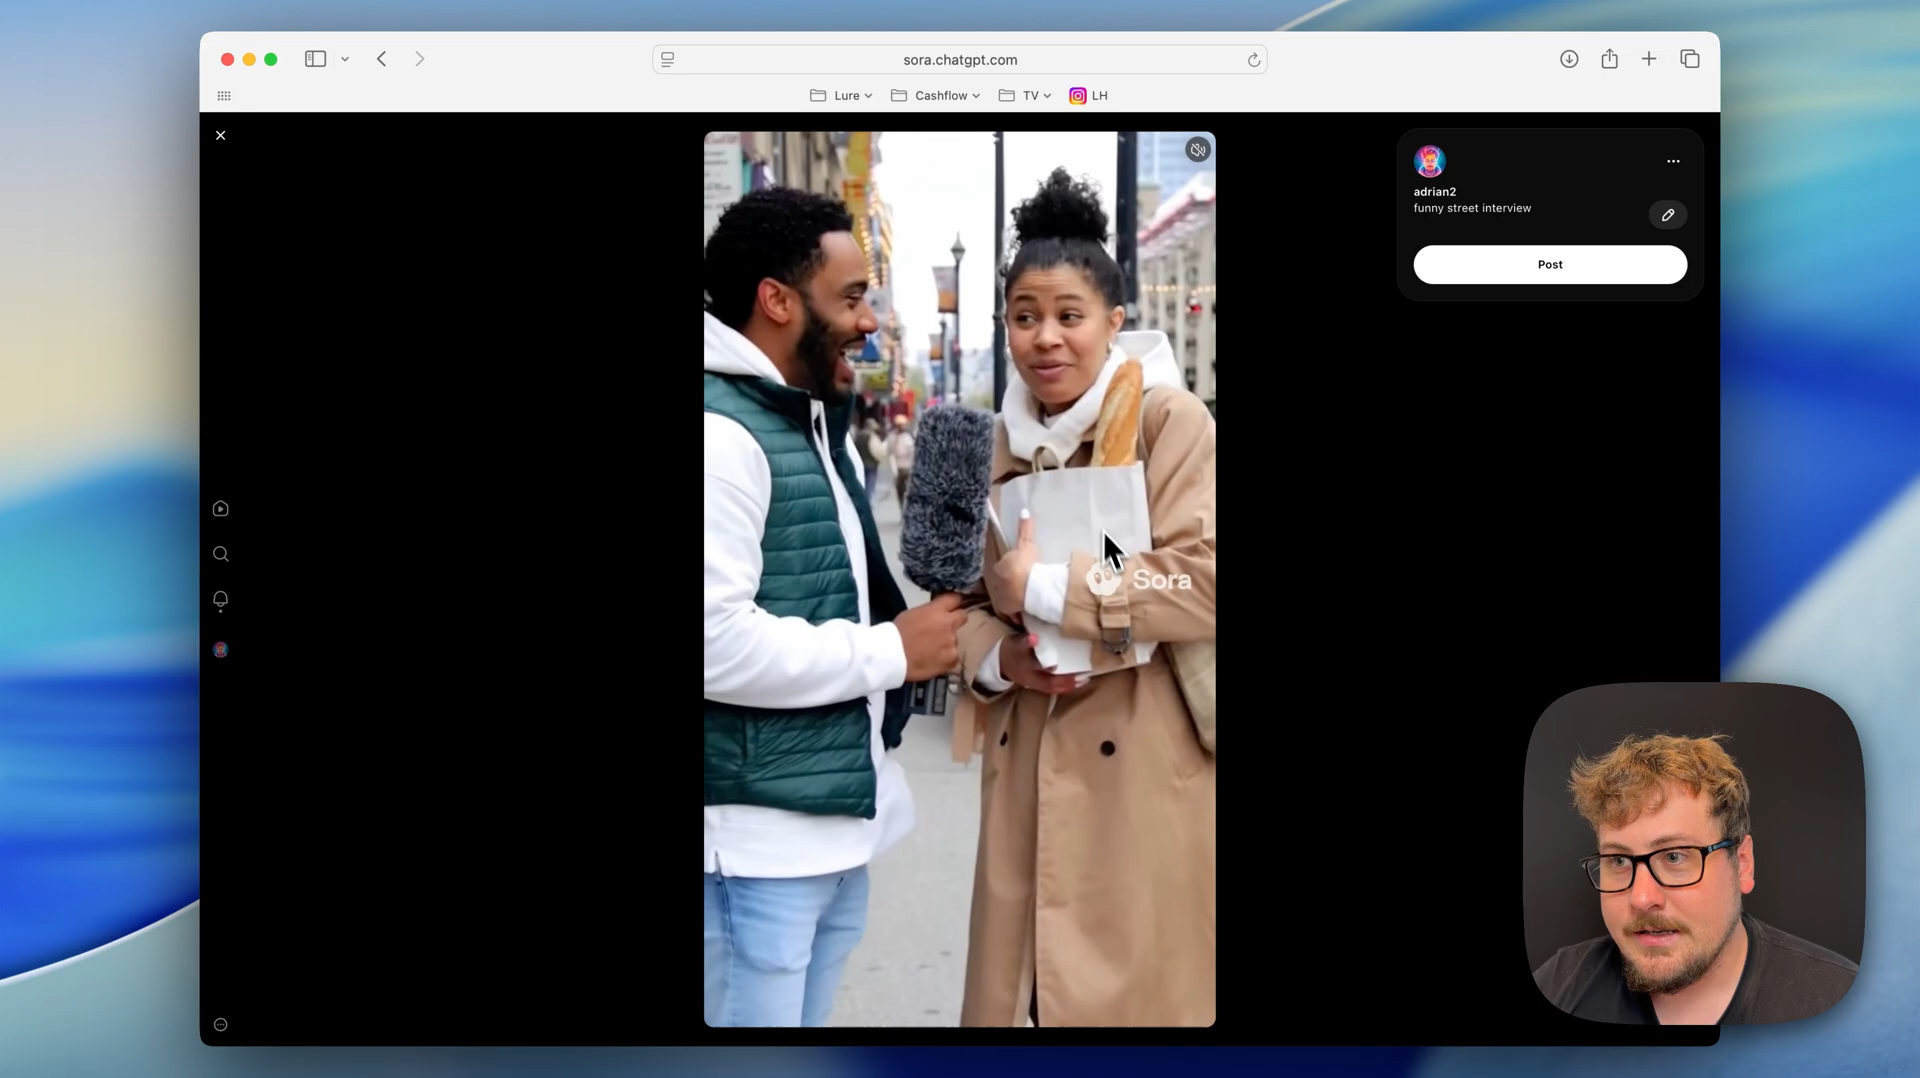 sora.chatgpt.com
Lure
Cashflow
TV
LH
adrian2
funny street interview
Post
Sora